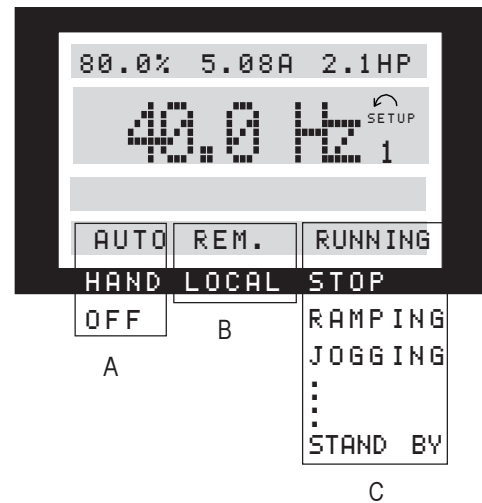 80.0% 5.08A 2.1HP
40.0 Hz SETUP
1
AUTO REM. RUNNING
HAND LOCAL STOP
OFF RAMPING
JOGGING
STAND BY
A B C